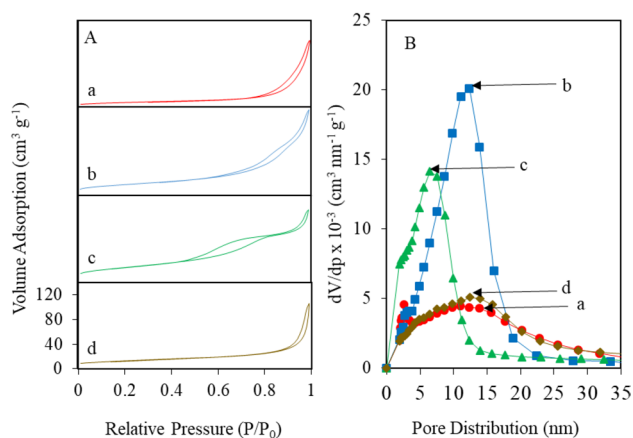 A
a
b
c
d
120
80
40
0
0
0.2
0.4
0.6
0.8
1
Volume Adsorption (cm³ g⁻¹)
Relative Pressure (P/P₀)
B
b
c
d
a
25
20
15
10
5
0
0
5
10
15
20
25
30
35
dV/dp x 10⁻³ (cm³ nm⁻¹ g⁻¹)
Pore Distribution (nm)